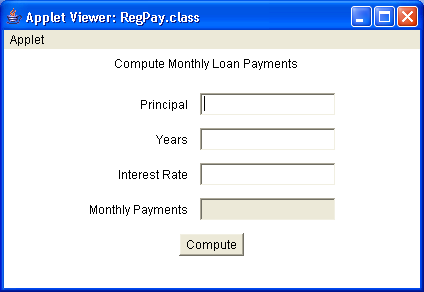 Applet Viewer: RegPay.class
Applet
Compute Monthly Loan Payments
Principal
Years
Interest Rate
Monthly Payments
Compute